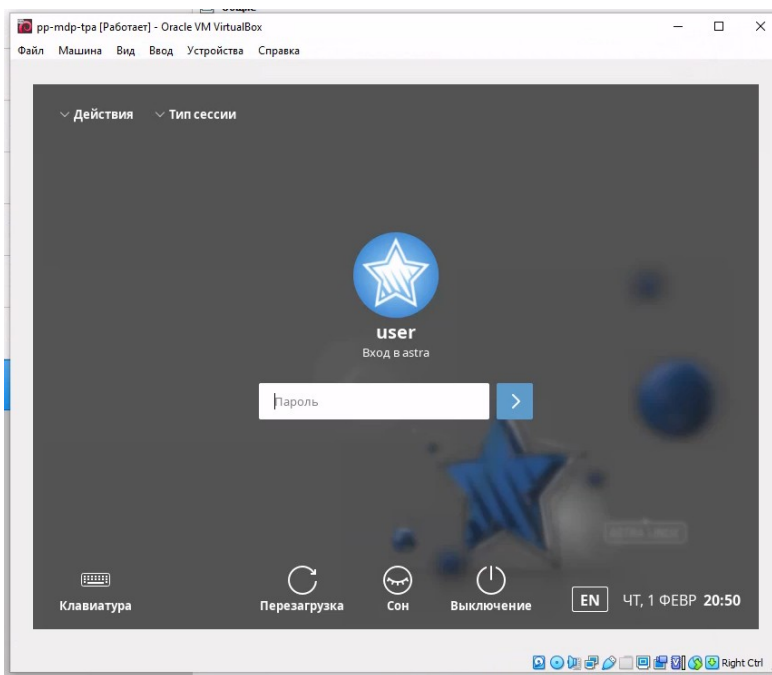 pp-mdp-tpa [Работает] - Oracle VM VirtualBox
Файл Машина Вид Ввод Устройства Справка
Действия Тип сессии
user
Вход в astra
Пароль
Клавиатура Перезагрузка Сон Выключение EN ЧТ, 1 ФЕВР 20:50
Right Ctrl